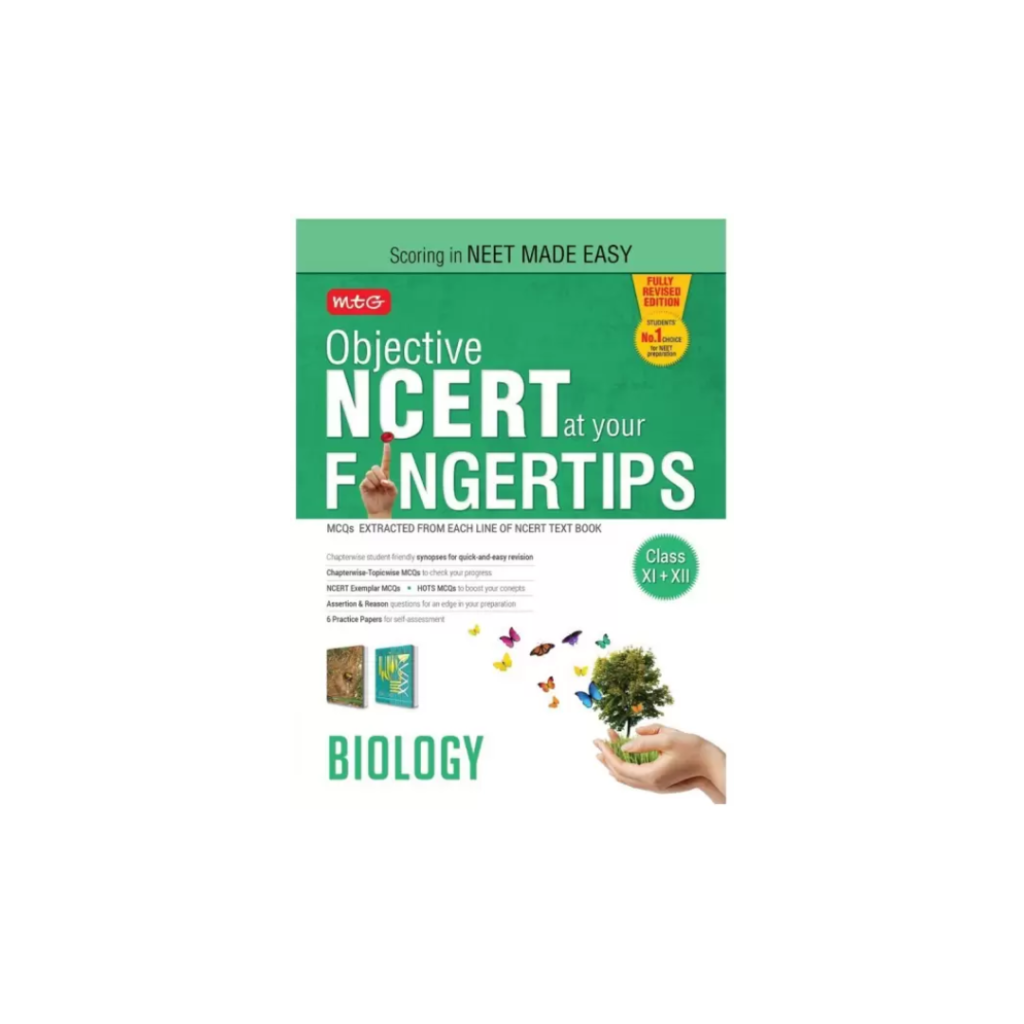 Scoring in NEET MADE EASY
FULLY
REVISED
EDITION
mtG
STUDENTS'
No.1 CHOICE
for NEET
preparation
Objective
NCERT at your
FINGERTIPS
MCQs EXTRACTED FROM EACH LINE OF NCERT TEXT BOOK
Chapterwise student-friendly synopses for quick-and-easy revision
Chapterwise-Topicwise MCQs to check your progress
NCERT Exemplar MCQs • HOTS MCQs to boost your concepts
Assertion & Reason questions for an edge in your preparation
6 Practice Papers for self-assessment
Class
XI + XII
BIOLOGY